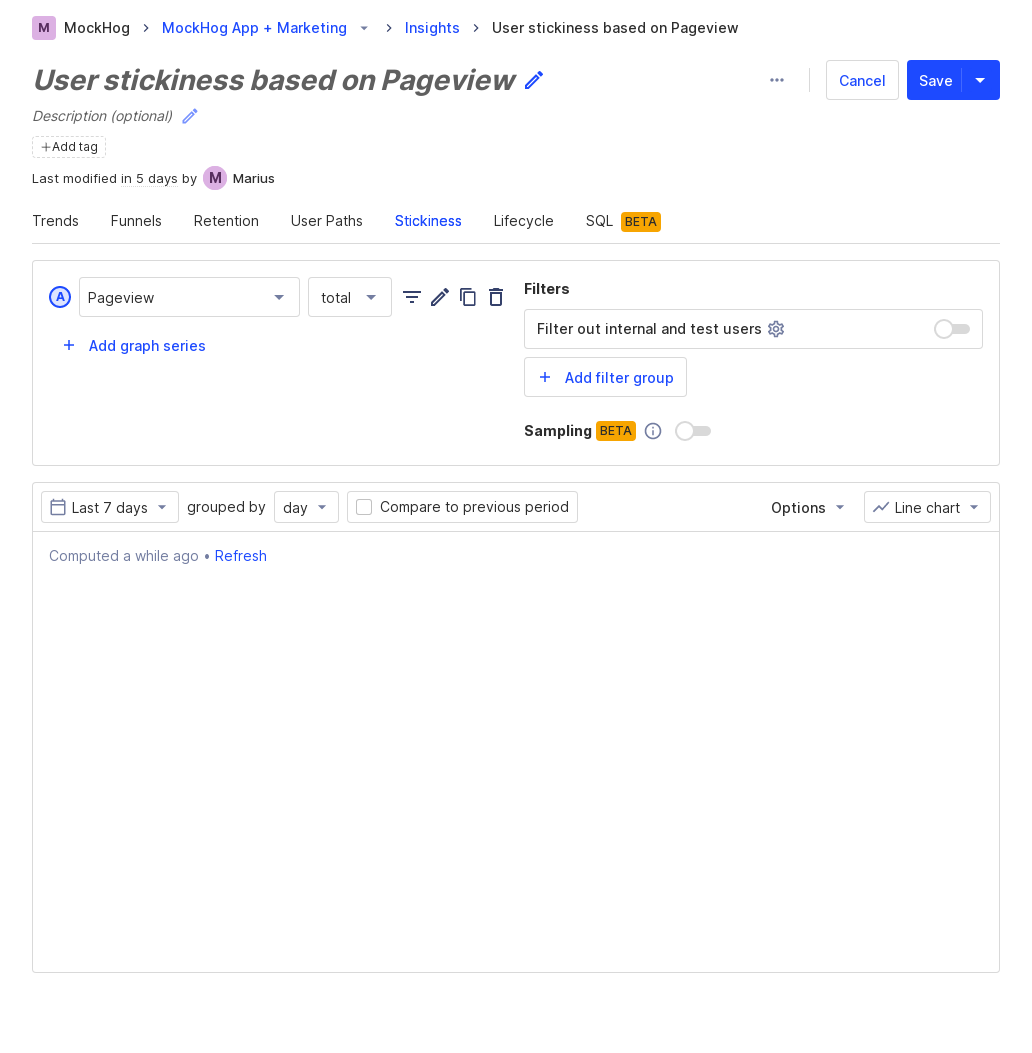 M MockHog MockHog App + Marketing Insights User stickiness based on Pageview
User stickiness based on Pageview
Cancel Save
Description (optional)
Add tag
Last modified in 5 days by M Marius
Trends Funnels Retention User Paths Stickiness Lifecycle SQL BETA
A Pageview total
Add graph series
Filters
Filter out internal and test users
Add filter group
Sampling BETA
Last 7 days grouped by day Compare to previous period Options Line chart
Computed a while ago • Refresh